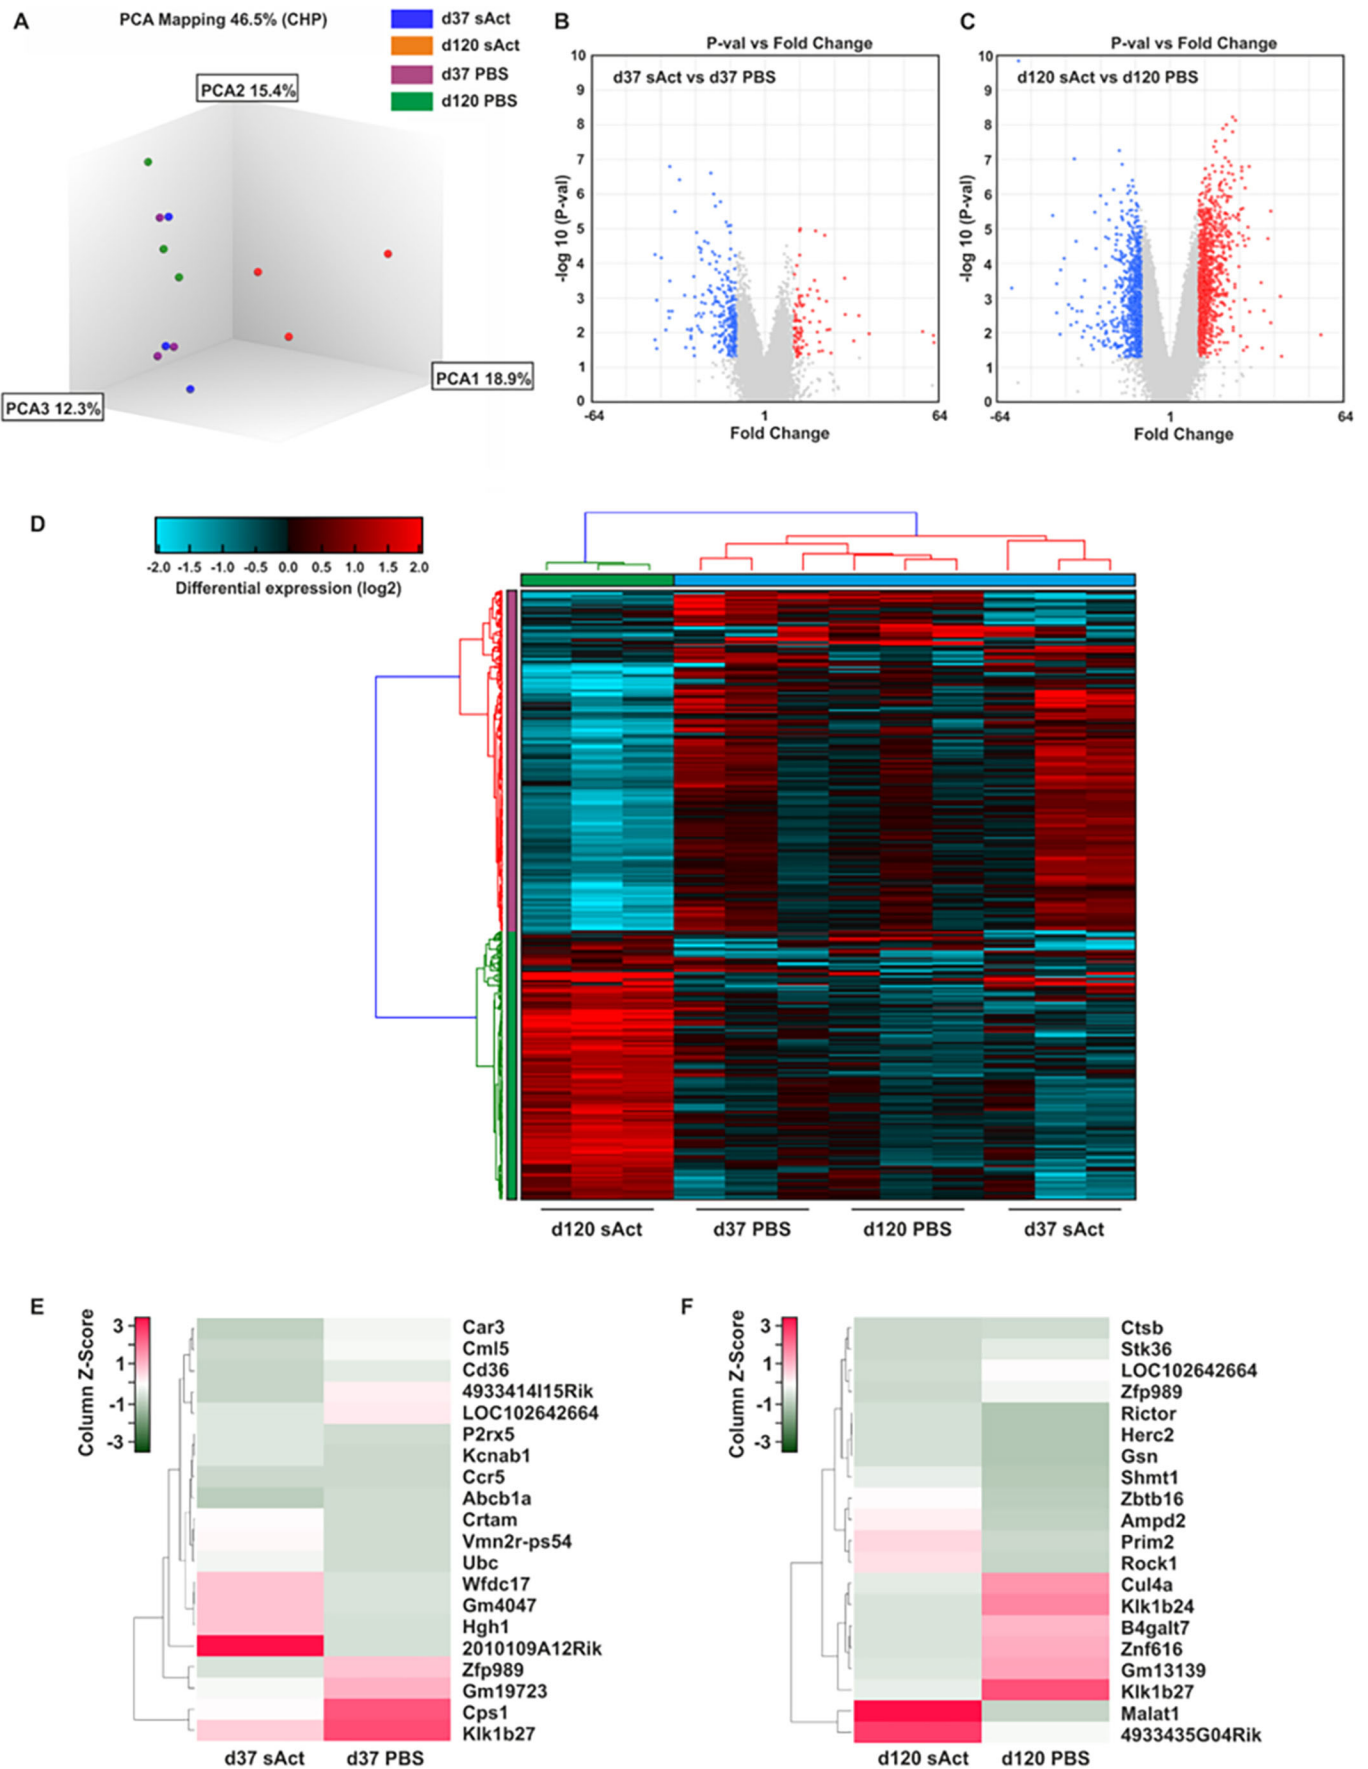 A
PCA Mapping 46.5% (CHP)
d37 sAct
d120 sAct
d37 PBS
d120 PBS
PCA2 15.4%
PCA1 18.9%
PCA3 12.3%
B
P-val vs Fold Change
d37 sAct vs d37 PBS
-log 10 (P-val)
10
9
8
7
6
5
4
3
2
1
0
-64
1
64
Fold Change
C
P-val vs Fold Change
d120 sAct vs d120 PBS
-log 10 (P-val)
10
9
8
7
6
5
4
3
2
1
0
-64
1
64
Fold Change
D
-2.0 -1.5 -1.0 -0.5 0.0 0.5 1.0 1.5 2.0
Differential expression (log2)
d120 sAct
d37 PBS
d120 PBS
d37 sAct
E
Column Z-Score
3
1
-1
-3
Car3
Cml5
Cd36
4933414I15Rik
LOC102642664
P2rx5
Kcnab1
Ccr5
Abcb1a
Crtam
Vmn2r-ps54
Ubc
Wfdc17
Gm4047
Hgh1
2010109A12Rik
Zfp989
Gm19723
Cps1
Klk1b27
d37 sAct
d37 PBS
F
Column Z-Score
3
1
-1
-3
Ctsb
Stk36
LOC102642664
Zfp989
Rictor
Herc2
Gsn
Shmt1
Zbtb16
Ampd2
Prim2
Rock1
Cul4a
Klk1b24
B4galt7
Znf616
Gm13139
Klk1b27
Malat1
4933435G04Rik
d120 sAct
d120 PBS